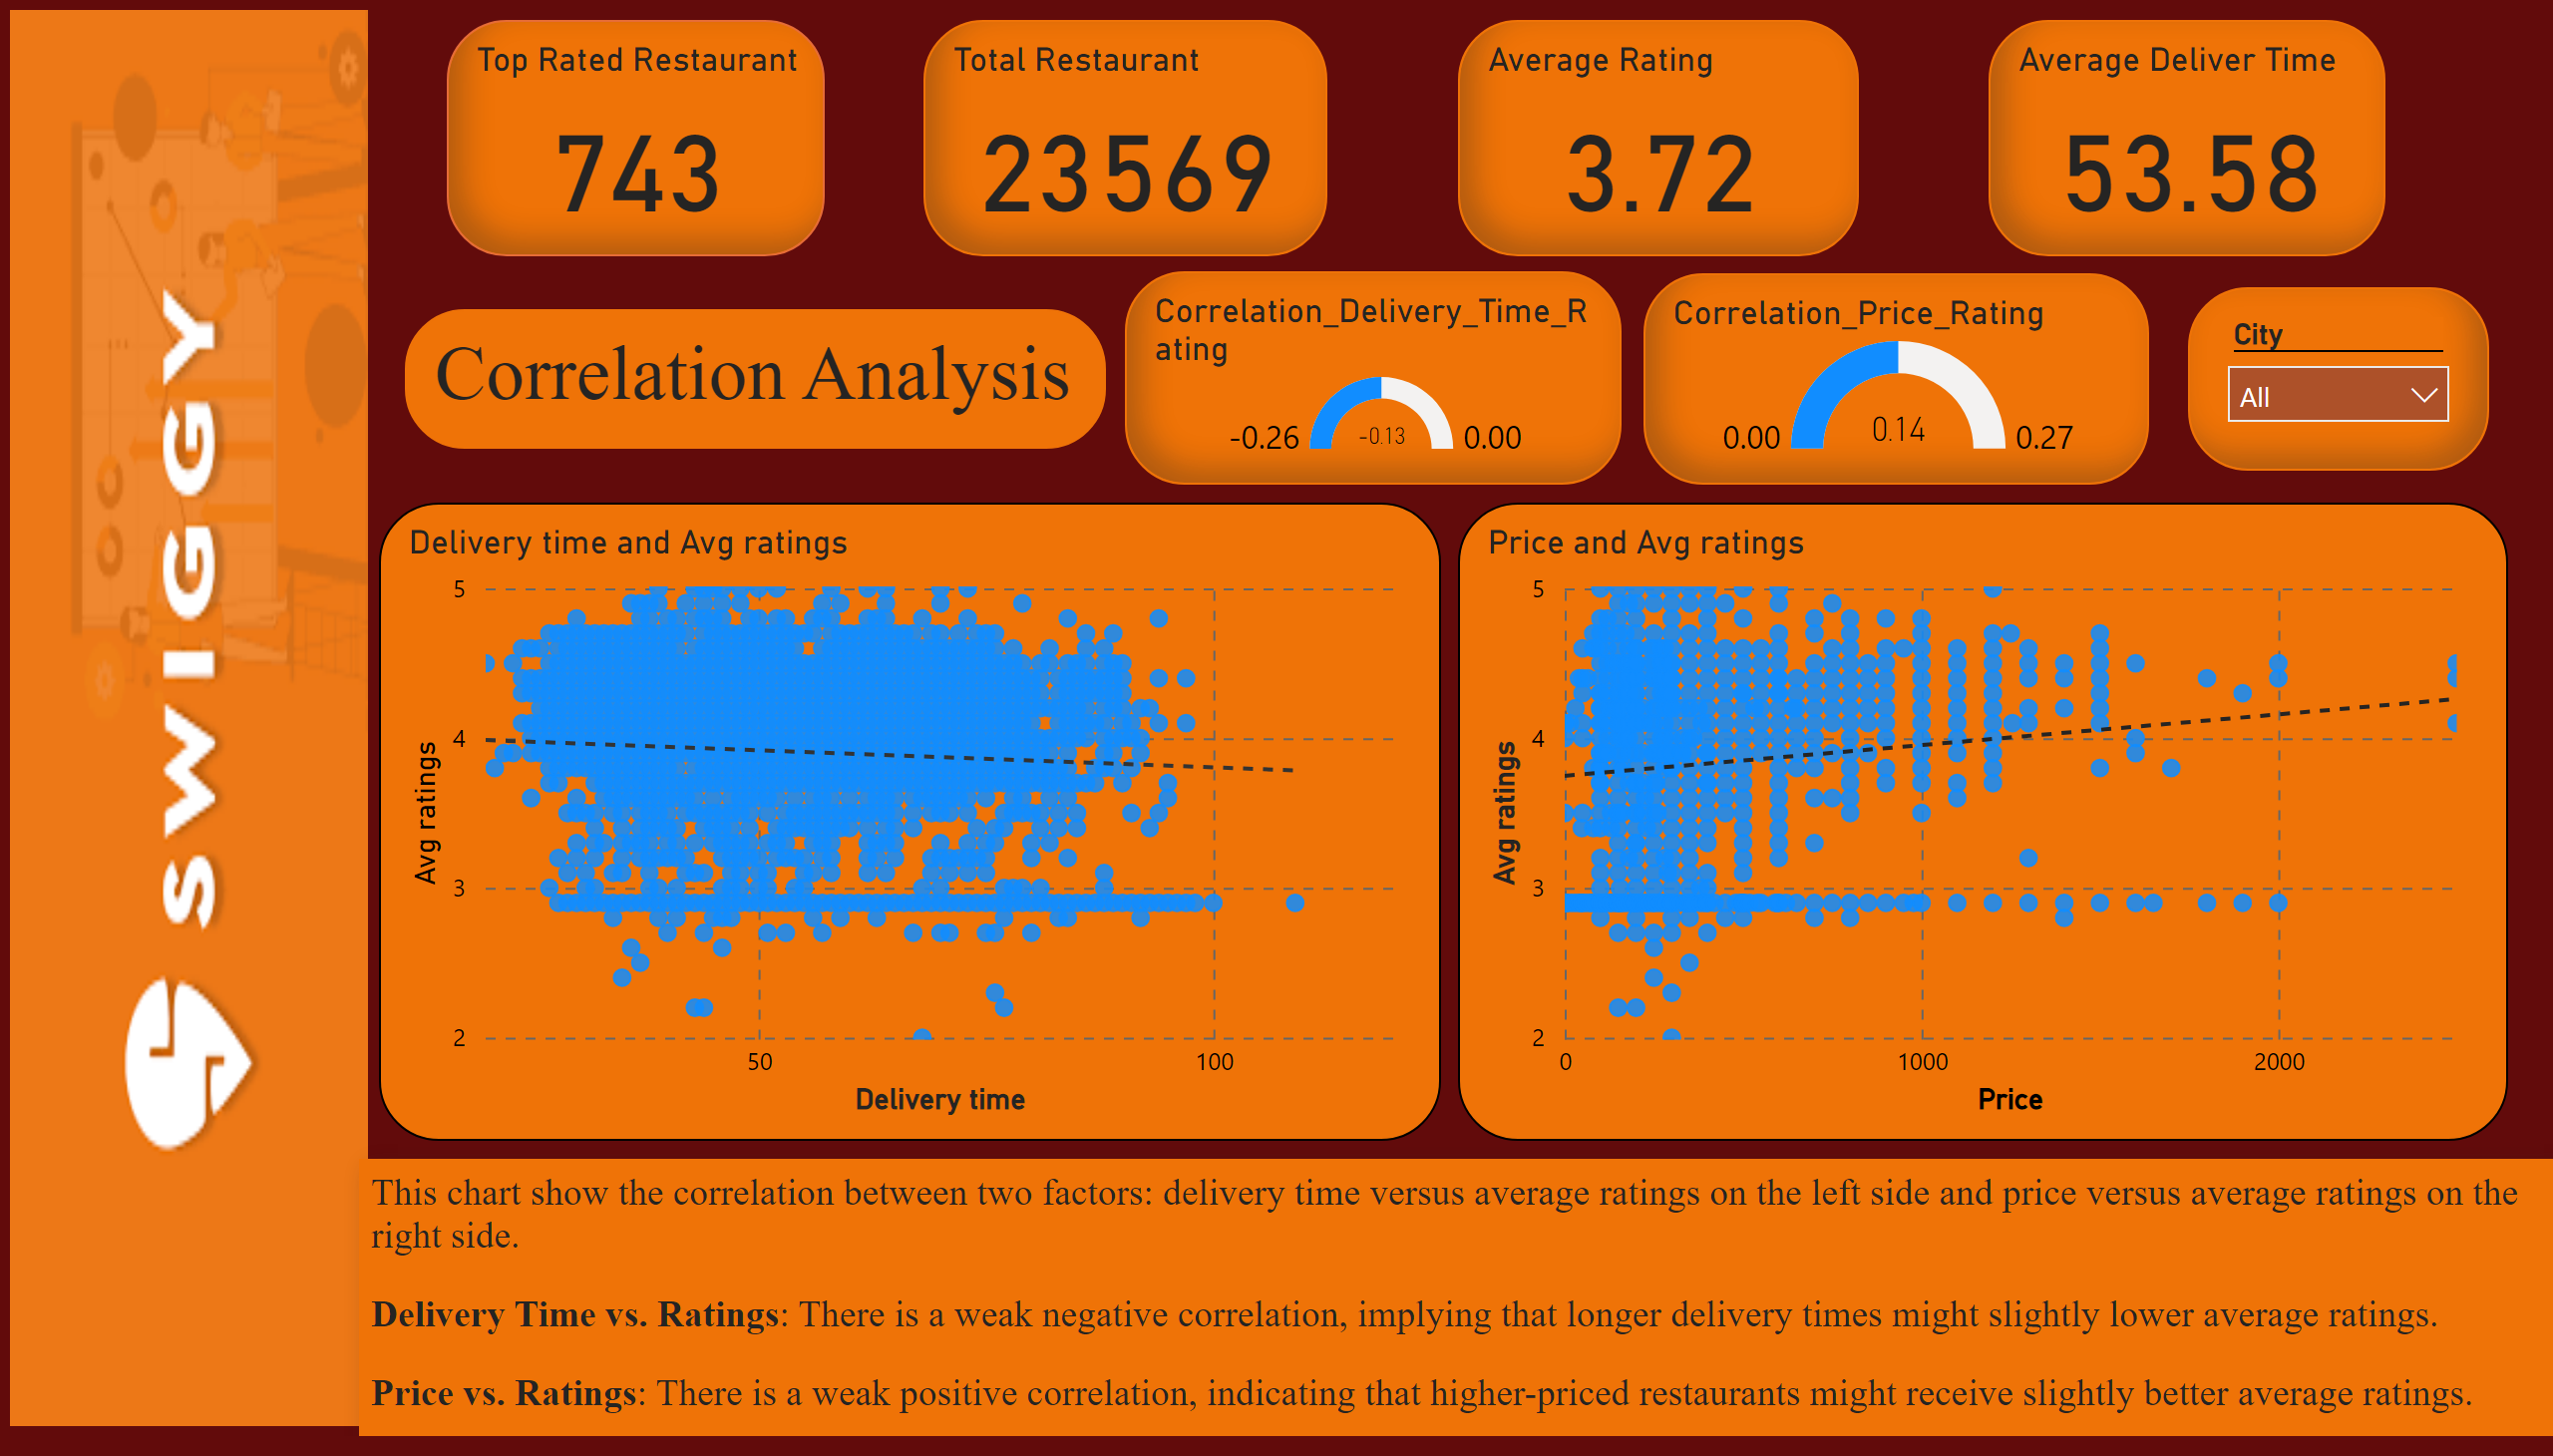 SWIGGY
Top Rated Restaurant
743
Total Restaurant
23569
Average Rating
3.72
Average Deliver Time
53.58
Correlation Analysis
Correlation_Delivery_Time_R
ating
-0.26
-0.13
0.00
Correlation_Price_Rating
0.00
0.14
0.27
City
All
Delivery time and Avg ratings
Avg ratings
5
4
3
2
50
100
Delivery time
Price and Avg ratings
Avg ratings
5
4
3
2
0
1000
2000
Price
This chart show the correlation between two factors: delivery time versus average ratings on the left side and price versus average ratings on the
right side.
Delivery Time vs. Ratings: There is a weak negative correlation, implying that longer delivery times might slightly lower average ratings.
Price vs. Ratings: There is a weak positive correlation, indicating that higher-priced restaurants might receive slightly better average ratings.